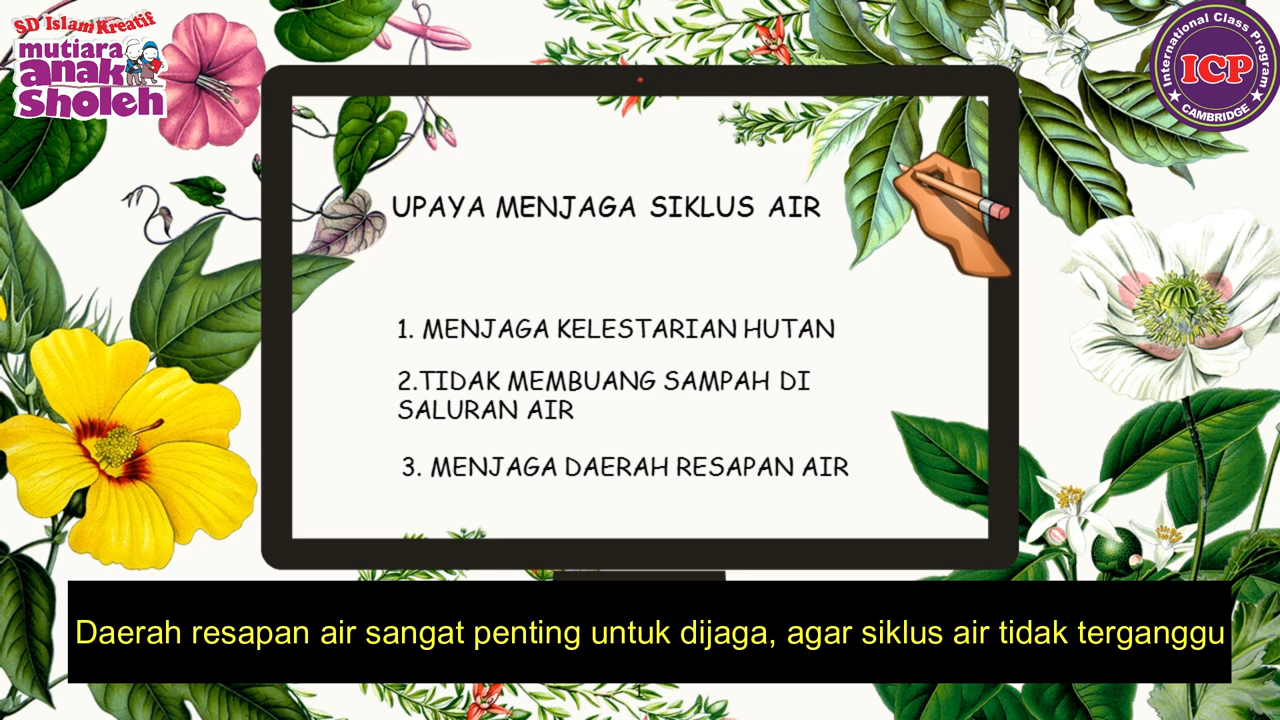 SD Islam Kreatif
mutiara
anak
Sholeh
International Class Program
ICP
CAMBRIDGE
UPAYA MENJAGA SIKLUS AIR
1. MENJAGA KELESTARIAN HUTAN
2.TIDAK MEMBUANG SAMPAH DI
SALURAN AIR
3. MENJAGA DAERAH RESAPAN AIR
Daerah resapan air sangat penting untuk dijaga, agar siklus air tidak terganggu